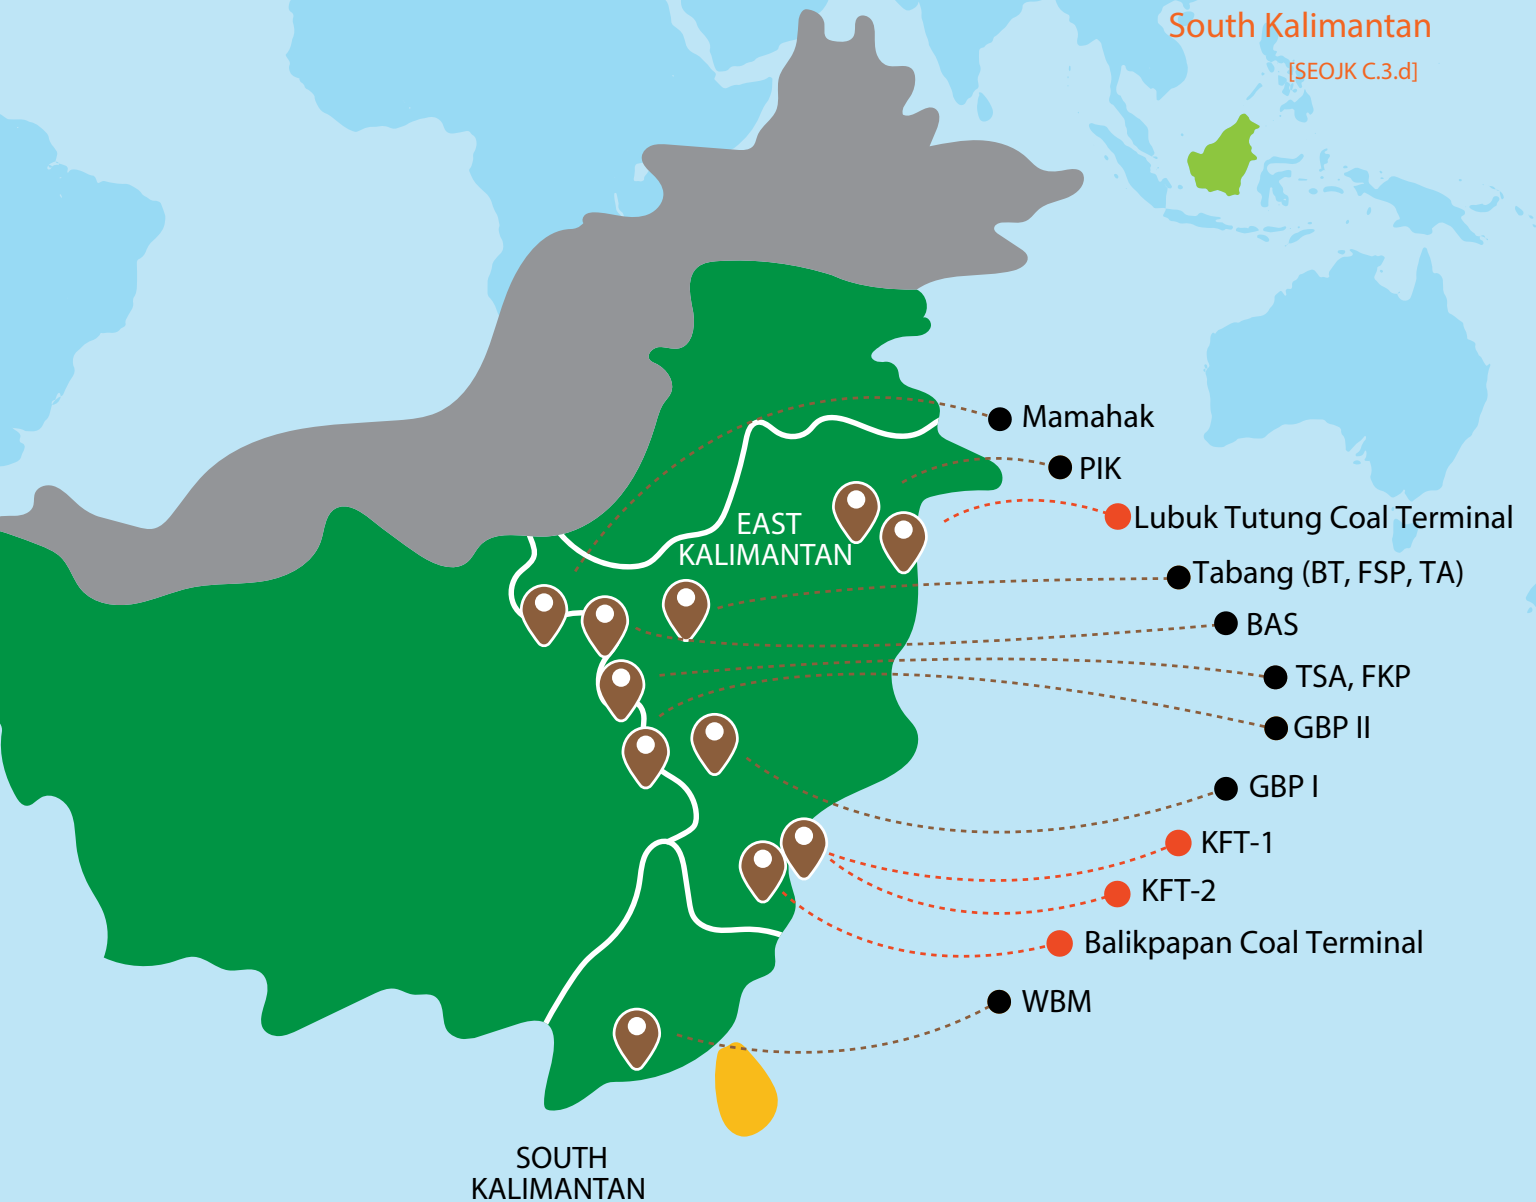 South Kalimantan
[SEOJK C.3.d]
Mamahak
PIK
Lubuk Tutung Coal Terminal
EAST
KALIMANTAN
Tabang (BT, FSP, TA)
BAS
TSA, FKP
GBP II
GBP I
KFT-1
KFT-2
Balikpapan Coal Terminal
WBM
SOUTH
KALIMANTAN